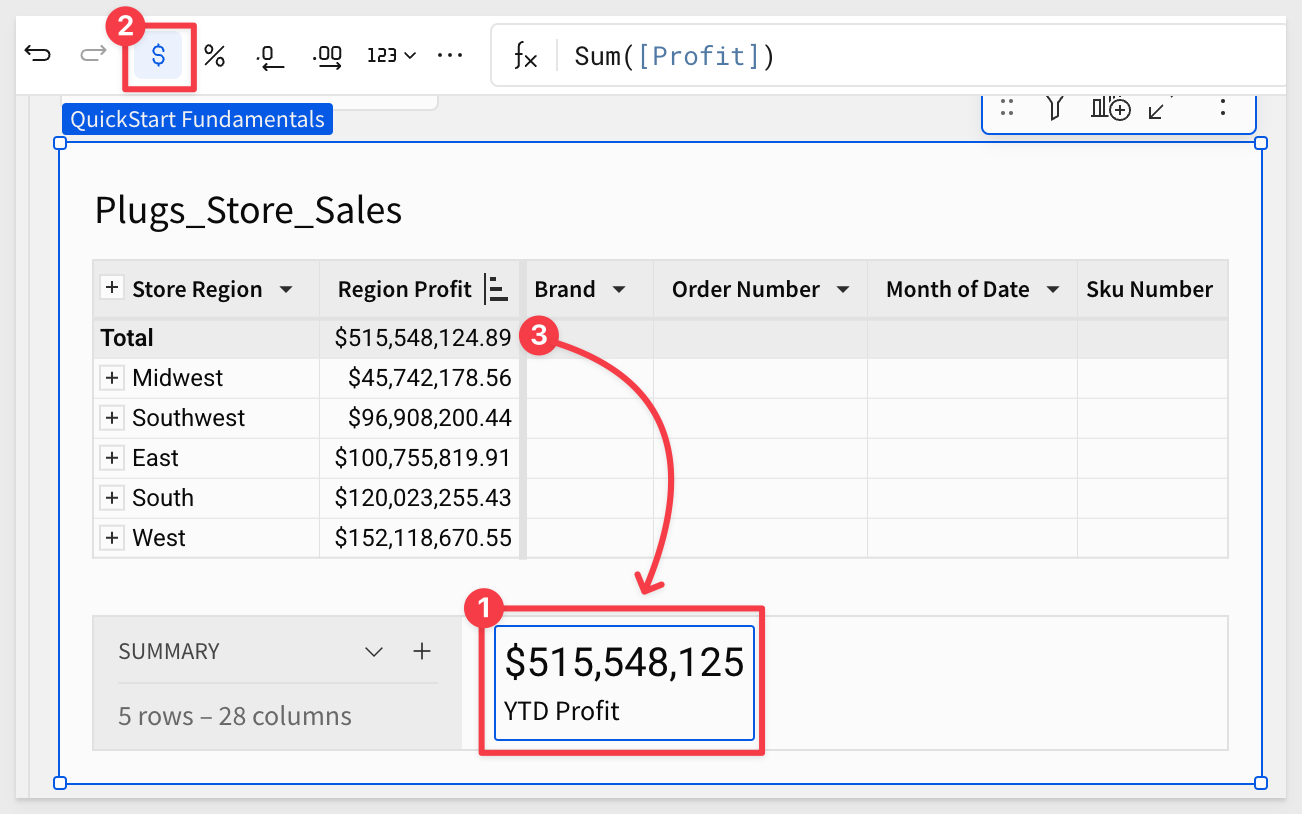 2
$ % .0 .00 123 ... fx Sum([Profit])
QuickStart Fundamentals
Plugs_Store_Sales
+ Store Region Region Profit Brand Order Number Month of Date Sku Number
Total $515,548,124.89 3
+ Midwest $45,742,178.56
+ Southwest $96,908,200.44
+ East $100,755,819.91
+ South $120,023,255.43
+ West $152,118,670.55
1
SUMMARY +
$515,548,125
5 rows – 28 columns
YTD Profit